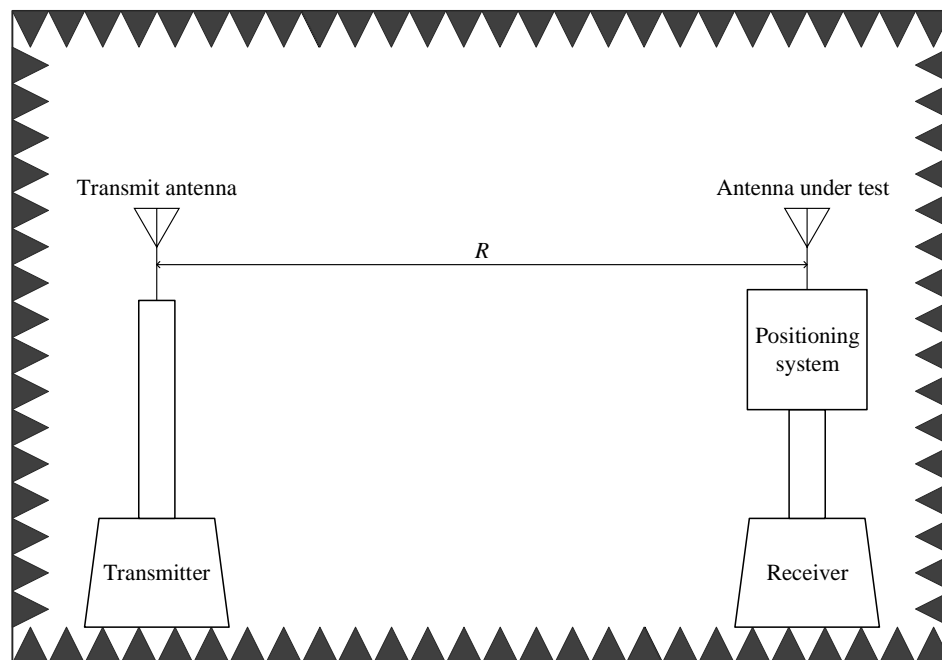 Transmit antenna
Antenna under test
R
Positioning
system
Transmitter
Receiver